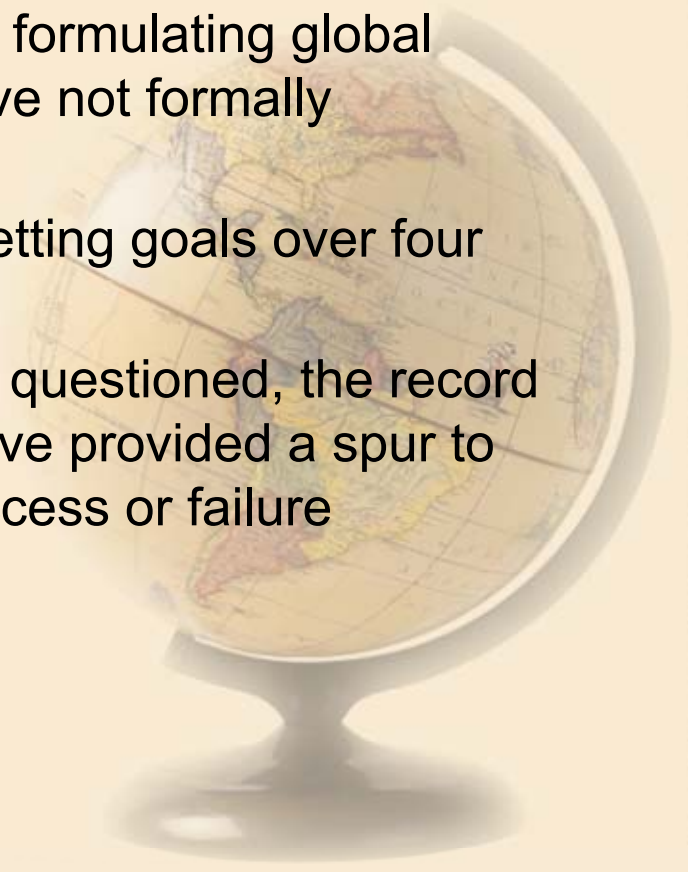 formulating global
ve not formally
etting goals over four
questioned, the record
ve provided a spur to
cess or failure